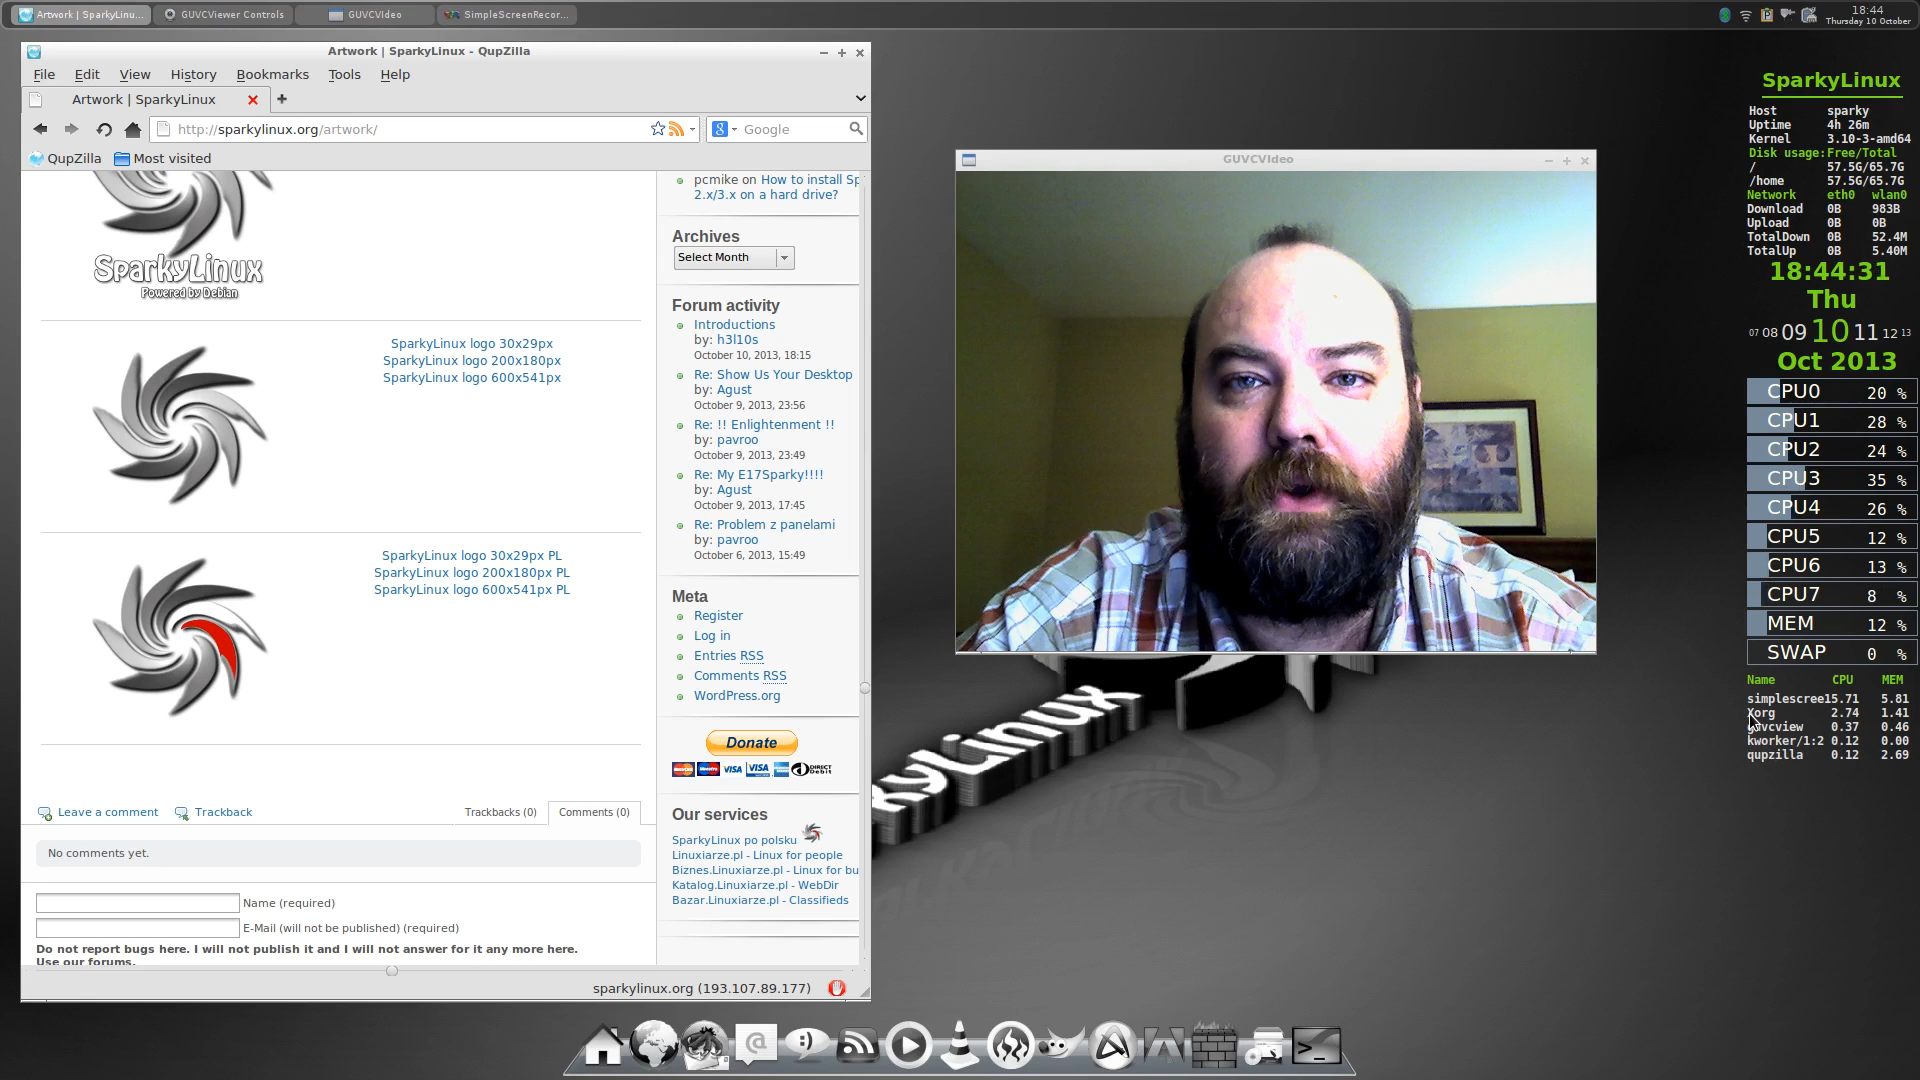 Artwork | SparkyLinu...
GUVCViewer Controls
GUVCVIdeo
SimpleScreenRecor...
18:44
Thursday 10 October
Artwork | SparkyLinux - QupZilla
File Edit View History Bookmarks Tools Help
Artwork | SparkyLinux
http://sparkylinux.org/artwork/
Google
QupZilla Most visited
SparkyLinux
Powered by Debian
SparkyLinux logo 30x29px
SparkyLinux logo 200x180px
SparkyLinux logo 600x541px
SparkyLinux logo 30x29px PL
SparkyLinux logo 200x180px PL
SparkyLinux logo 600x541px PL
Leave a comment Trackback Trackbacks (0) Comments (0)
No comments yet.
Name (required)
E-Mail (will not be published) (required)
Do not report bugs here. I will not publish it and I will not answer for it any more here.
Use our forums.
pcmike on How to install Sp
2.x/3.x on a hard drive?
Archives
Select Month
Forum activity
Introductions
by: h3l10s
October 10, 2013, 18:15
Re: Show Us Your Desktop
by: Agust
October 9, 2013, 23:56
Re: !! Enlightenment !!
by: pavroo
October 9, 2013, 23:49
Re: My E17Sparky!!!!
by: Agust
October 9, 2013, 17:45
Re: Problem z panelami
by: pavroo
October 6, 2013, 15:49
Meta
Register
Log in
Entries RSS
Comments RSS
WordPress.org
Donate
VISA VISA DIRECT Debit
Our services
SparkyLinux po polsku
Linuxiarze.pl - Linux for people
Biznes.Linuxiarze.pl - Linux for bu
Katalog.Linuxiarze.pl - WebDir
Bazar.Linuxiarze.pl - Classifieds
sparkylinux.org (193.107.89.177)
GUVCVIdeo
kyLinux
SparkyLinux
Host sparky
Uptime 4h 26m
Kernel 3.10-3-amd64
Disk usage:Free/Total
/ 57.5G/65.7G
/home 57.5G/65.7G
Network eth0 wlan0
Download 0B 983B
Upload 0B 0B
TotalDown 0B 52.4M
TotalUp 0B 5.40M
18:44:31
Thu
07 08 09 10 11 12 13
Oct 2013
CPU0 20 %
CPU1 28 %
CPU2 24 %
CPU3 35 %
CPU4 26 %
CPU5 12 %
CPU6 13 %
CPU7 8 %
MEM 12 %
SWAP 0 %
Name CPU MEM
simplescree15.71 5.81
Xorg 2.74 1.41
guvcview 0.37 0.46
kworker/1:2 0.12 0.00
qupzilla 0.12 2.69